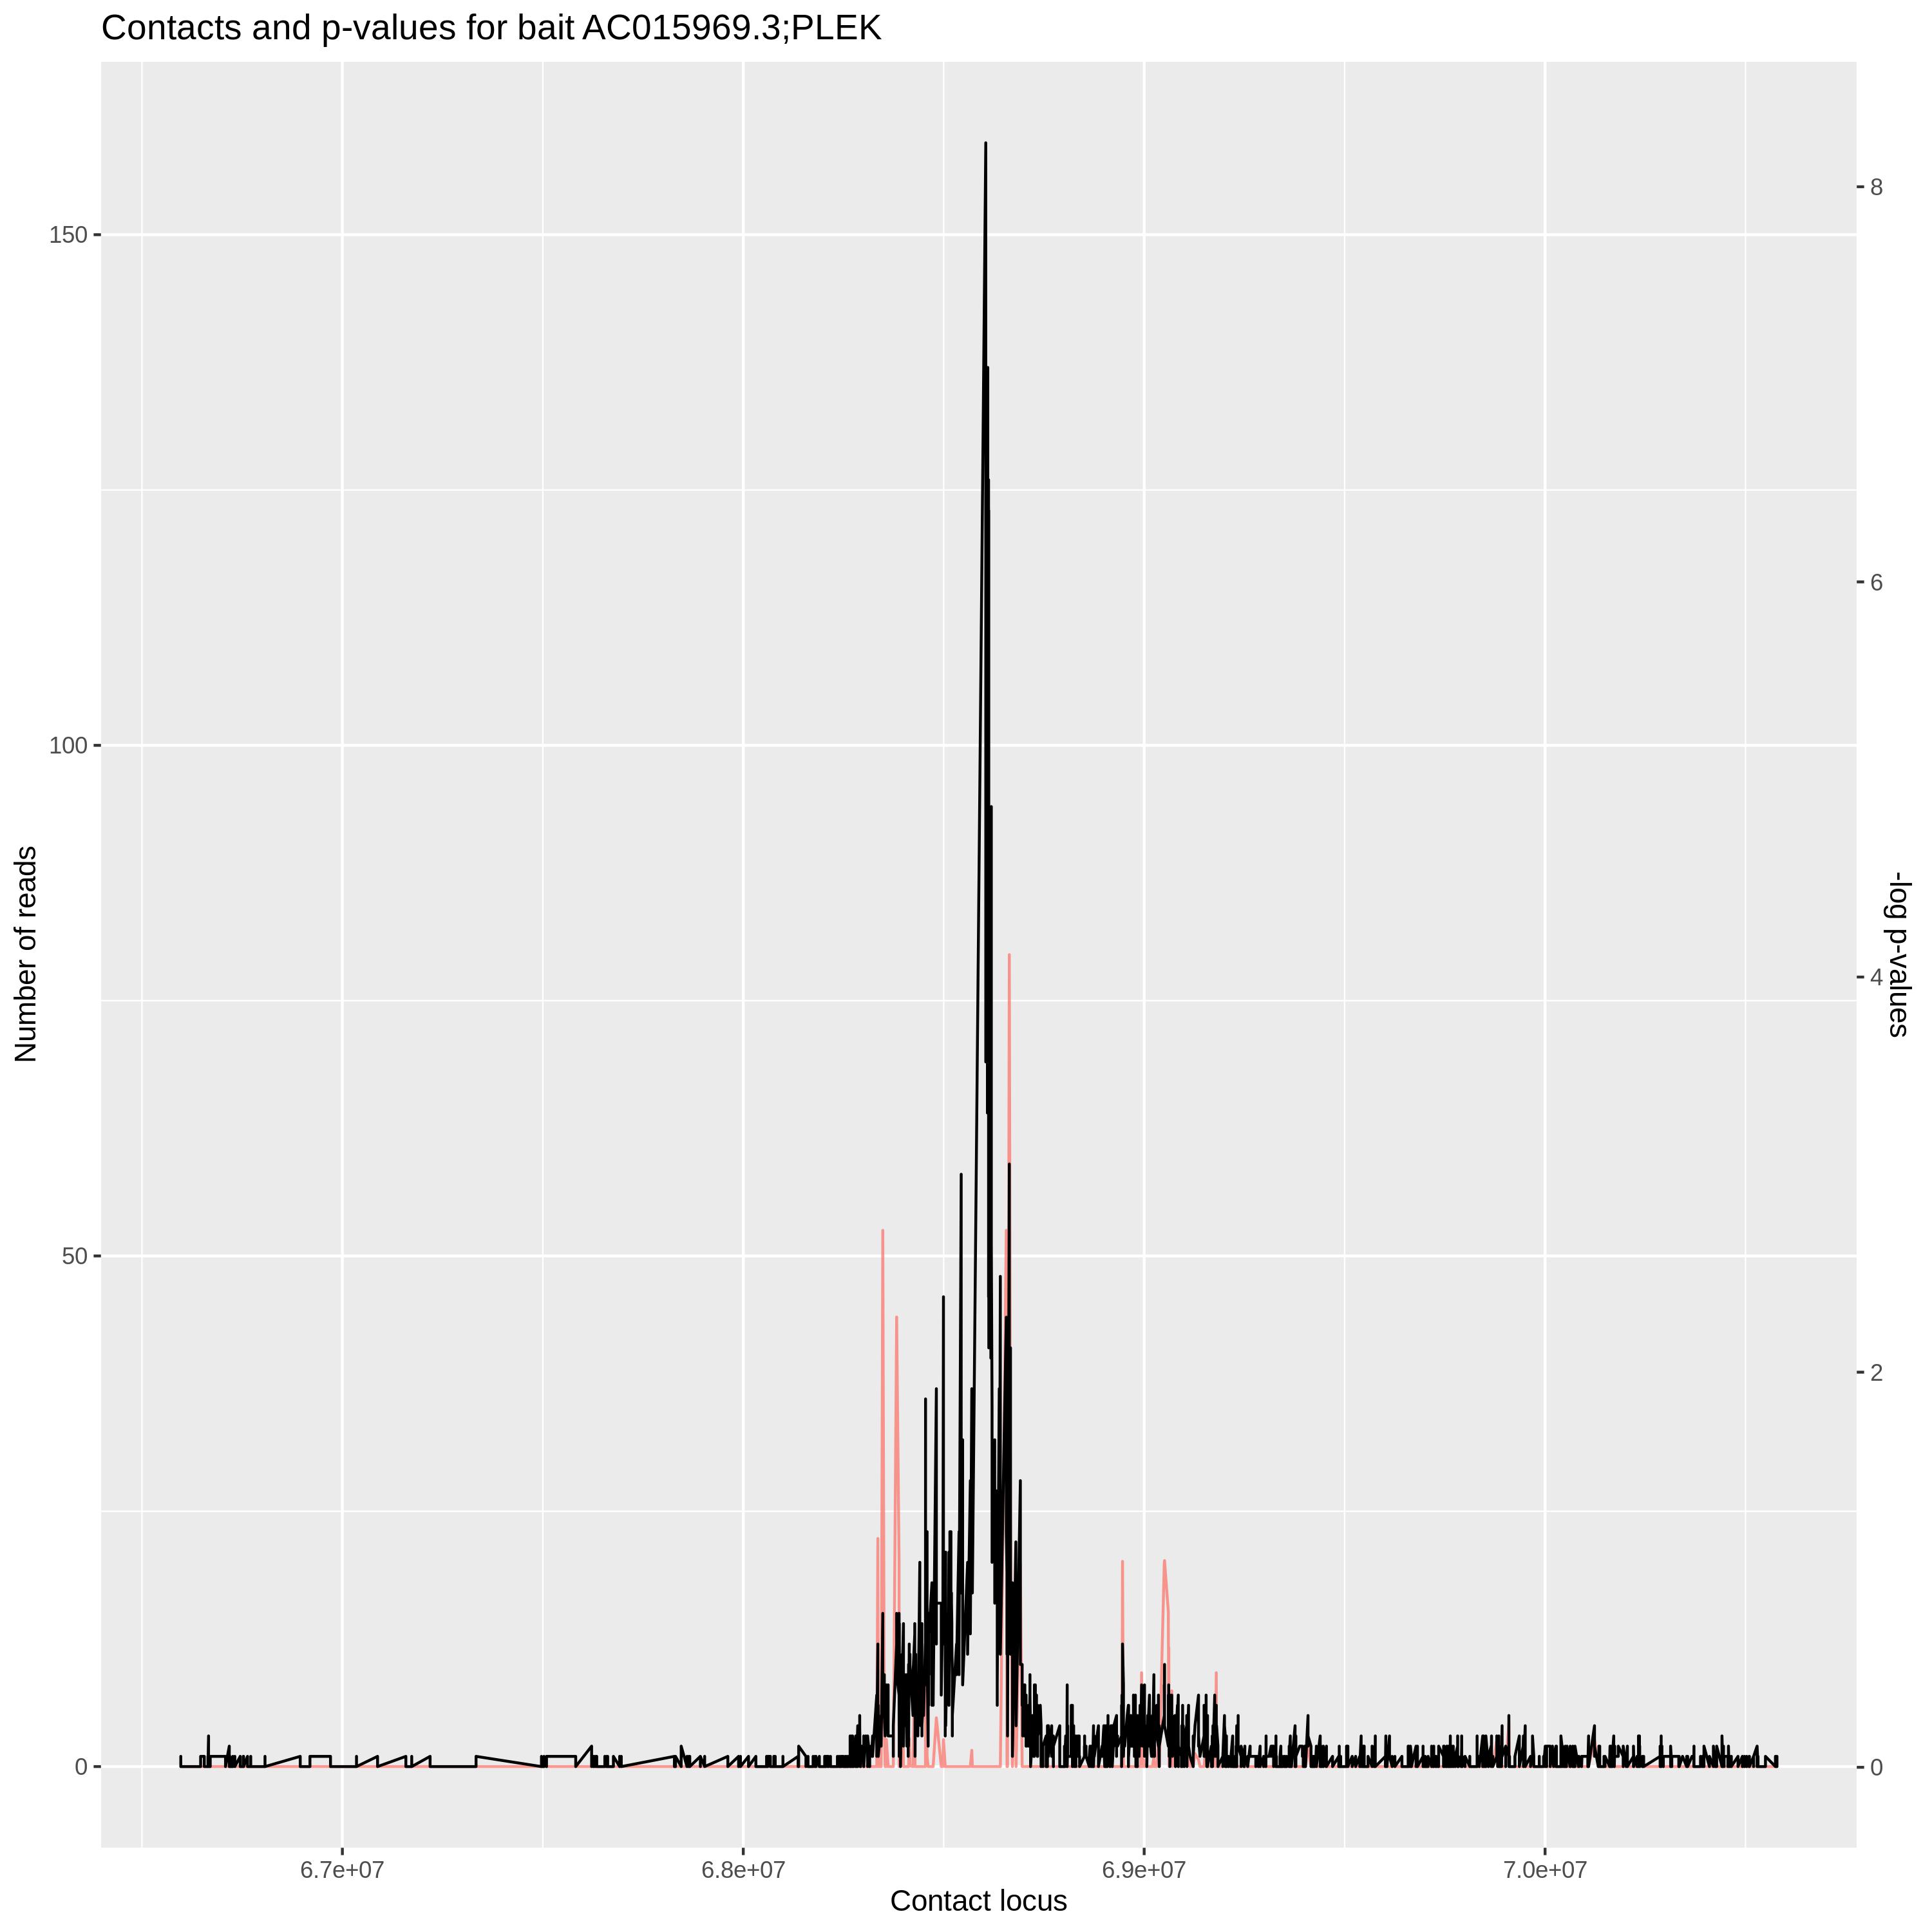 Contacts and p-values for bait AC015969.3;PLEK
150
100
50
0
Number of reads
8
6
4
2
0
-log p-values
6.7e+07
6.8e+07
6.9e+07
7.0e+07
Contact locus